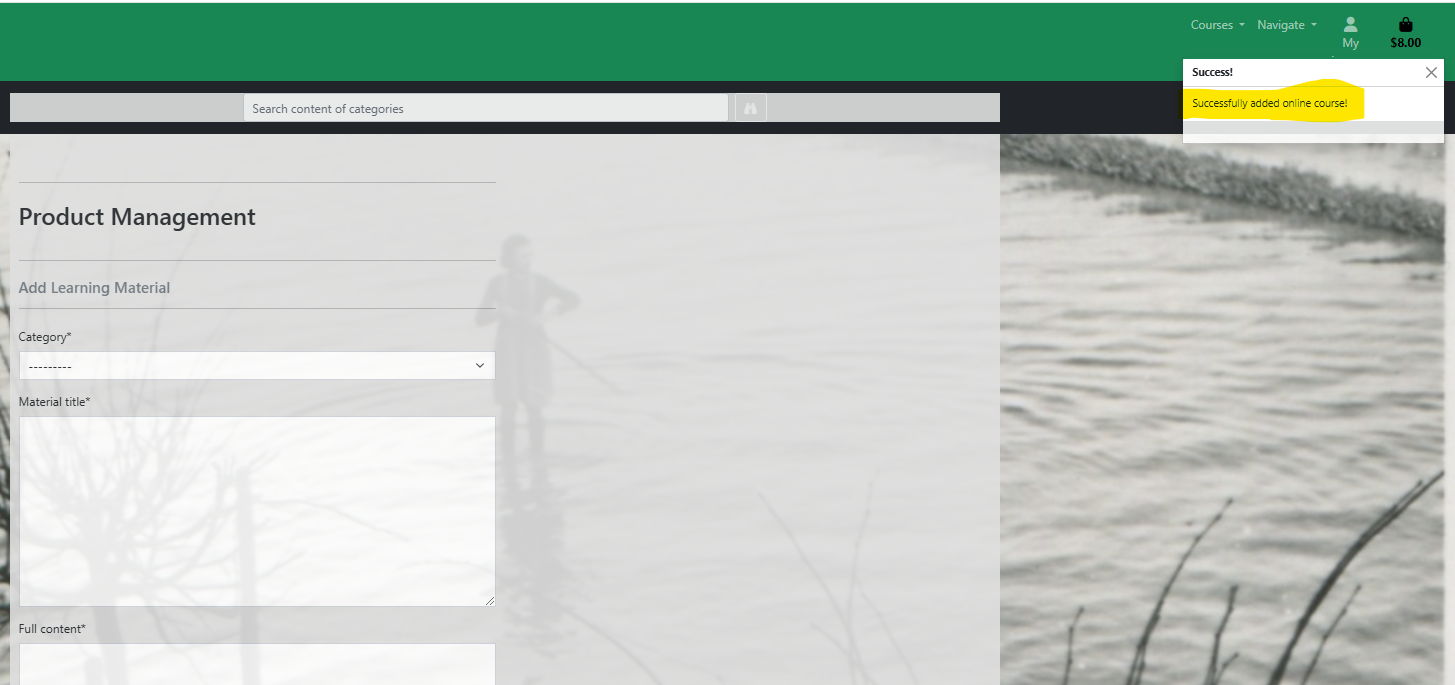 Courses Navigate
My $8.00
Success!
Successfully added online course!
Search content of categories
Product Management
Add Learning Material
Category*
---------
Material title*
Full content*